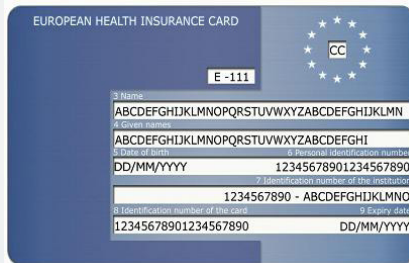 EUROPEAN HEALTH INSURANCE CARD
CC
E -111
3 Name
ABCDEFGHIJKLMNOPQRSTUVWXYZABCDEFGHIJKLMN
4 Given names
ABCDEFGHIJKLMNOPQRSTUVWXYZABCDEFGHI
5 Date of birth 6 Personal identification number
DD/MM/YYYY 12345678901234567890
7 Identification number of the institution
1234567890 - ABCDEFGHIJKLMNO
8 Identification number of the card 9 Expiry date
12345678901234567890 DD/MM/YYYY